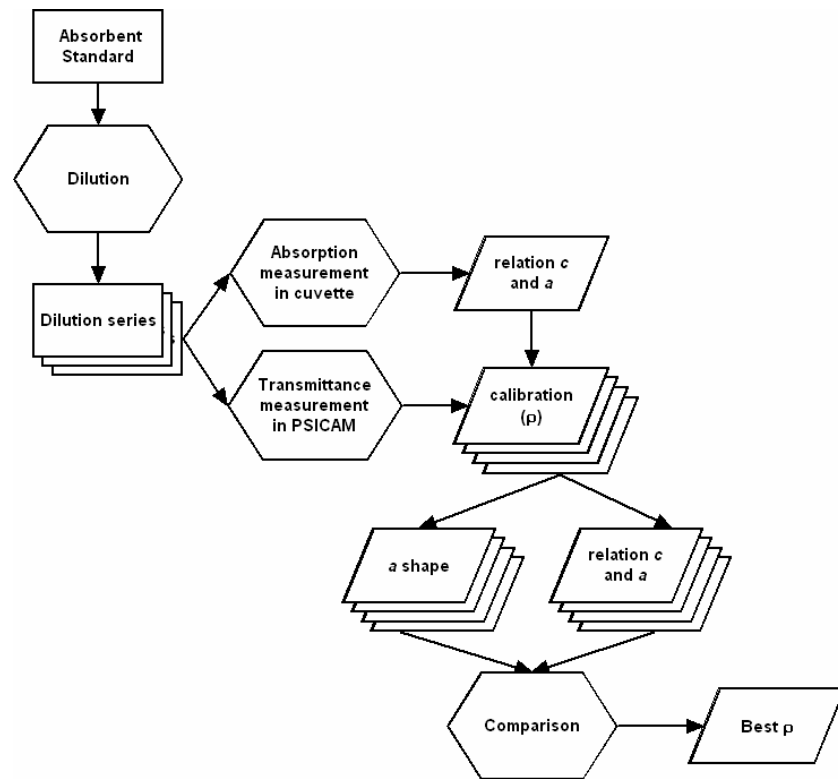 Absorbent
Standard
Dilution
Dilution series
s
Absorption
measurement
in cuvette
relation c
and a
Transmittance
measurement
in PSICAM
calibration
(ρ)
a shape
relation c
and a
Comparison
Best ρ